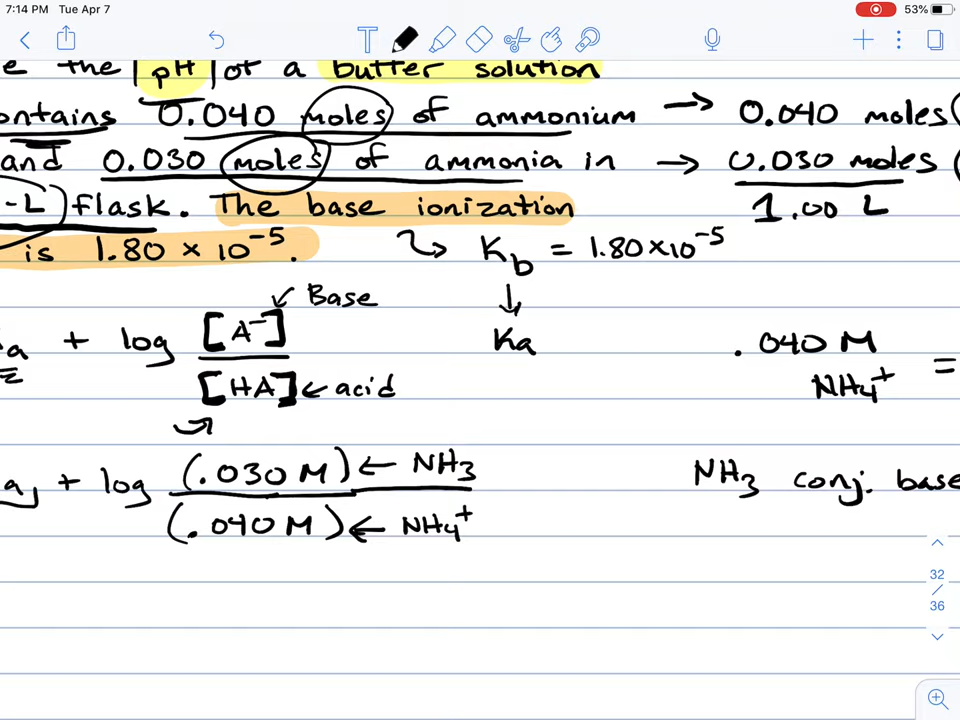 7:14 PM Tue Apr 7 53%
T
e the pH of a buffer solution
ontains 0.040 moles of ammonium → 0.040 moles (
and 0.030 moles of ammonia in → 0.030 moles (
-L) flask. The base ionization 1.00 L
is 1.80 × 10⁻⁵. Kb = 1.80×10⁻⁵
↙ Base
a + log [A⁻] ↓ Ka .040 M
[HA] ← acid NH₄⁺ =
a, + log (.030 M) ← NH₃ NH₃ conj. base
(.040 M) ← NH₄⁺
32
/
36